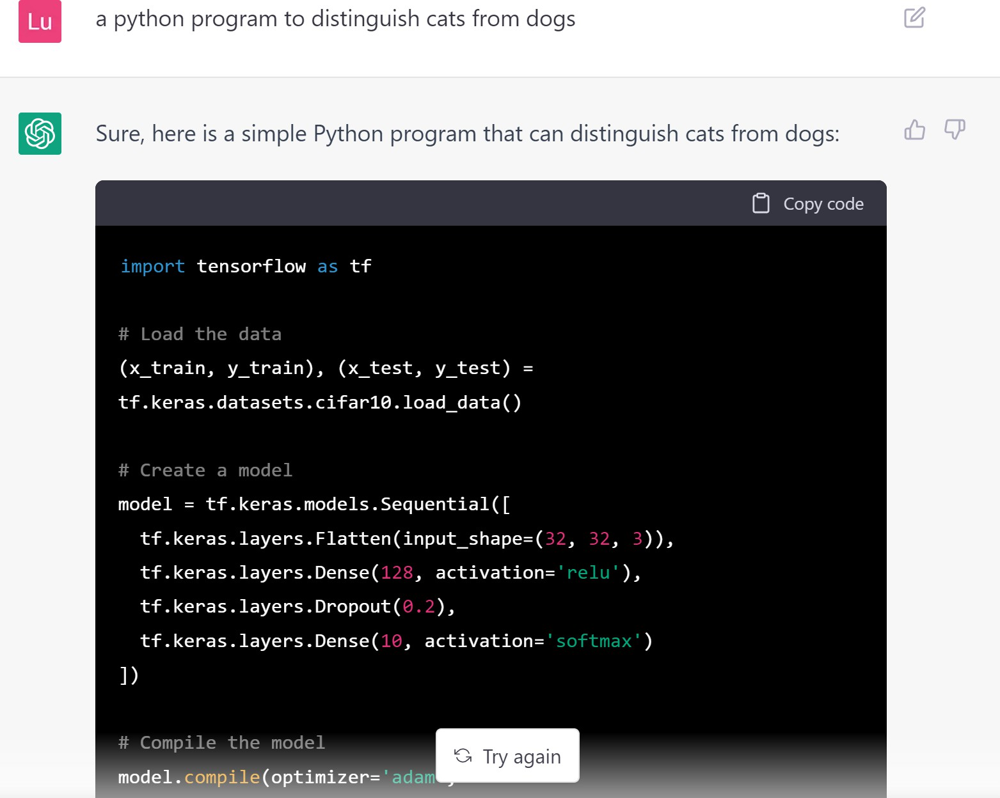 Lu
a python program to distinguish cats from dogs
Sure, here is a simple Python program that can distinguish cats from dogs:
Copy code
import tensorflow as tf
# Load the data
(x_train, y_train), (x_test, y_test) =
tf.keras.datasets.cifar10.load_data()
# Create a model
model = tf.keras.models.Sequential([
  tf.keras.layers.Flatten(input_shape=(32, 32, 3)),
  tf.keras.layers.Dense(128, activation='relu'),
  tf.keras.layers.Dropout(0.2),
  tf.keras.layers.Dense(10, activation='softmax')
])
# Compile the model
model.compile(optimizer='adam',
Try again